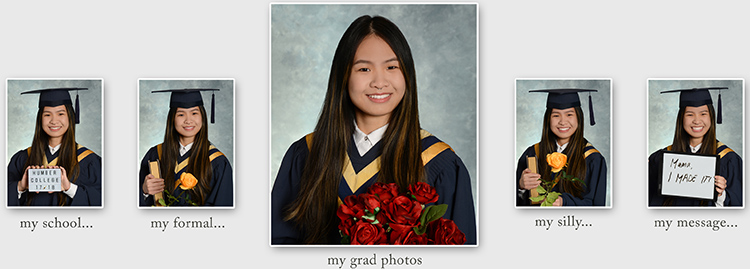 HUMBER
COLLEGE
17-18
my school...
my formal...
my grad photos
my silly...
Mama,
I MADE IT!
my message...